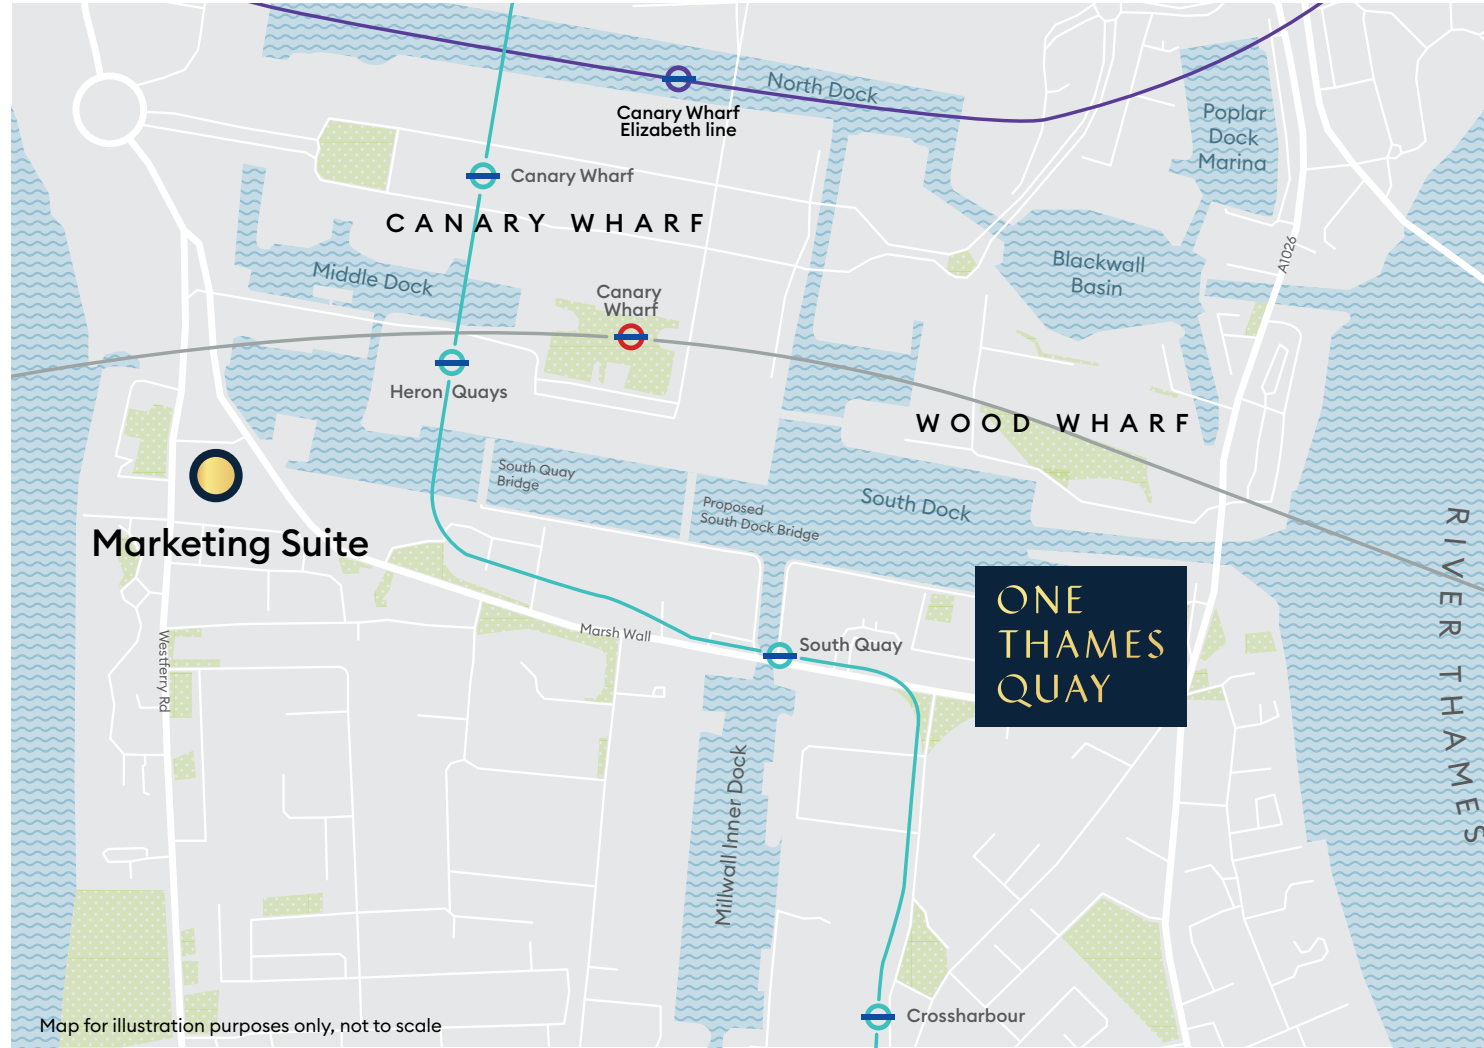 North Dock
Canary Wharf
Elizabeth line
Poplar
Dock
Marina
Canary Wharf
CANARY WHARF
A1026
Middle Dock
Blackwall
Basin
Canary
Wharf
Heron Quays
WOOD WHARF
South Quay
Bridge
Proposed
South Dock Bridge
South Dock
RIVER THAMES
Marketing Suite
ONE
THAMES
QUAY
Marsh Wall
South Quay
Westferry Rd
Millwall Inner Dock
Crossharbour
Map for illustration purposes only, not to scale